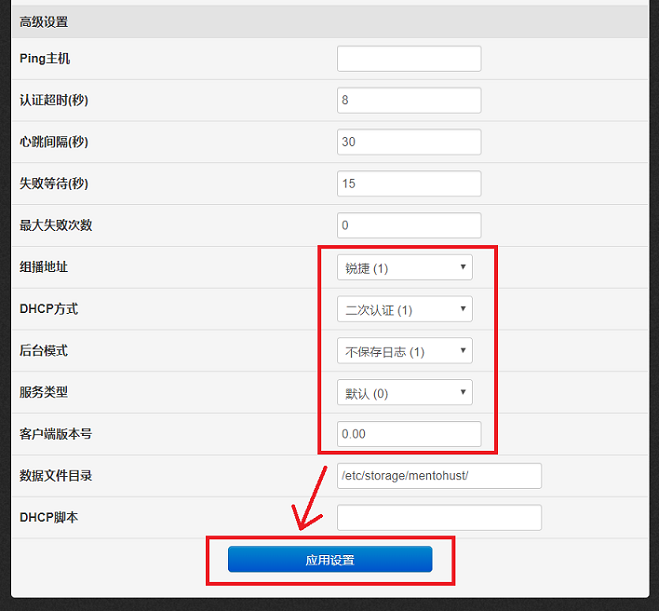 高级设置
Ping主机
认证超时(秒) 8
心跳间隔(秒) 30
失败等待(秒) 15
最大失败次数 0
组播地址 锐捷 (1)
DHCP方式 二次认证 (1)
后台模式 不保存日志 (1)
服务类型 默认 (0)
客户端版本号 0.00
数据文件目录 /etc/storage/mentohust/
DHCP脚本
应用设置